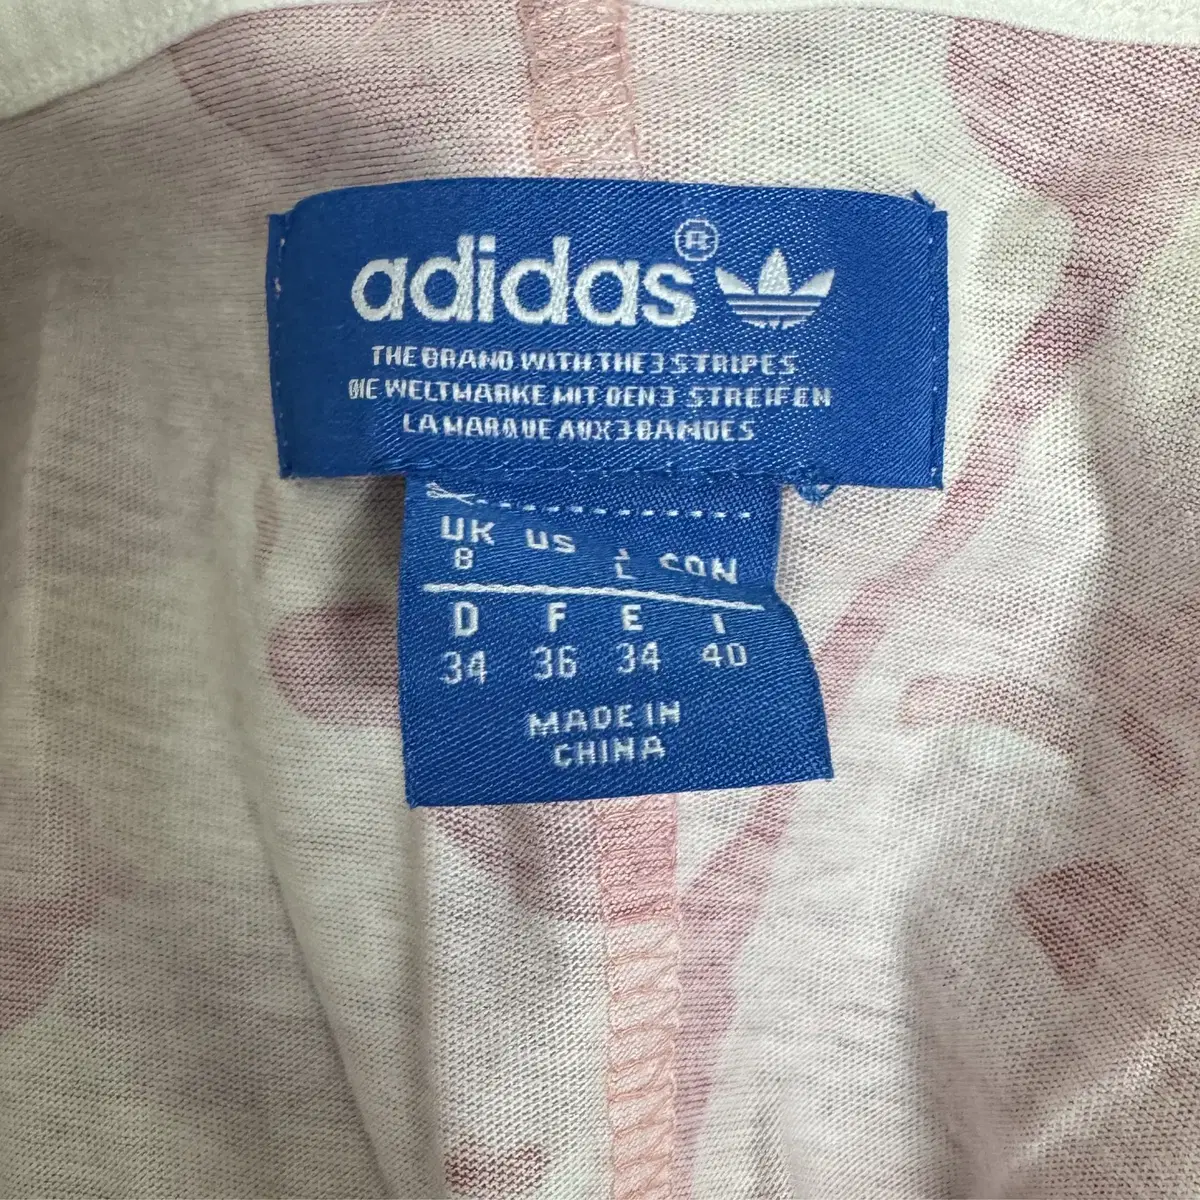 adidas®
THE BRAND WITH THE 3 STRIPES
DIE WELTMARKE MIT DEN 3 STREIFEN
LA MARQUE AUX 3 BANDES
UK US J CDN
8 L
D F E I
34 36 34 40
MADE IN
CHINA